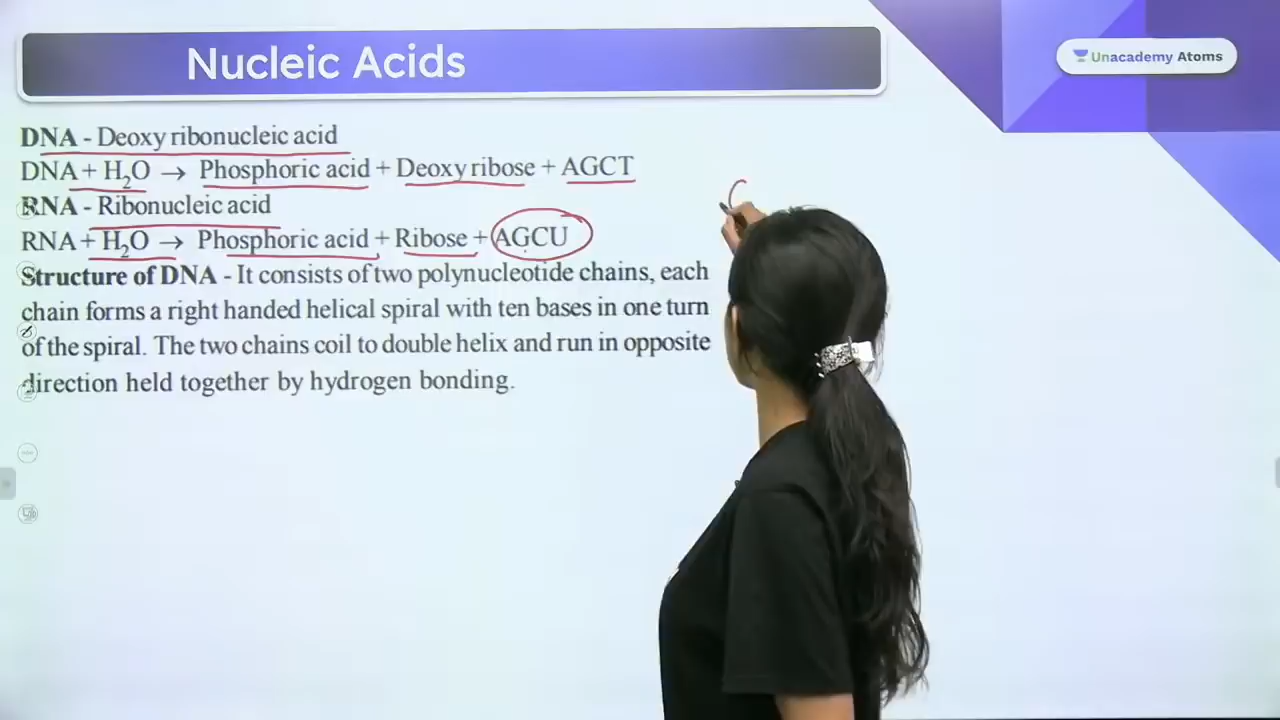 Nucleic Acids
Unacademy Atoms
DNA - Deoxy ribonucleic acid
DNA + H₂O → Phosphoric acid + Deoxy ribose + AGCT
RNA - Ribonucleic acid
RNA + H₂O → Phosphoric acid + Ribose + AGCU
Structure of DNA - It consists of two polynucleotide chains, each
chain forms a right handed helical spiral with ten bases in one turn
of the spiral. The two chains coil to double helix and run in opposite
direction held together by hydrogen bonding.